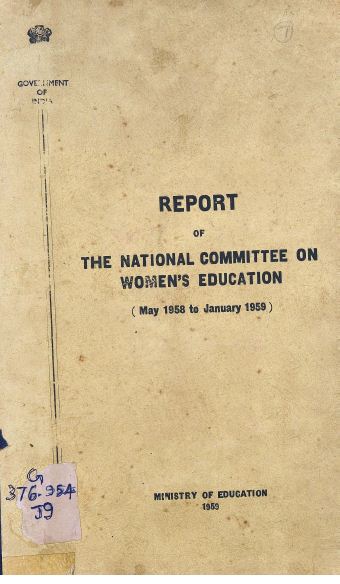 GOVERNMENT
OF
INDIA
REPORT
OF
THE NATIONAL COMMITTEE ON
WOMEN'S EDUCATION
( May 1958 to January 1959 )
G
376.954
J9
MINISTRY OF EDUCATION
1959